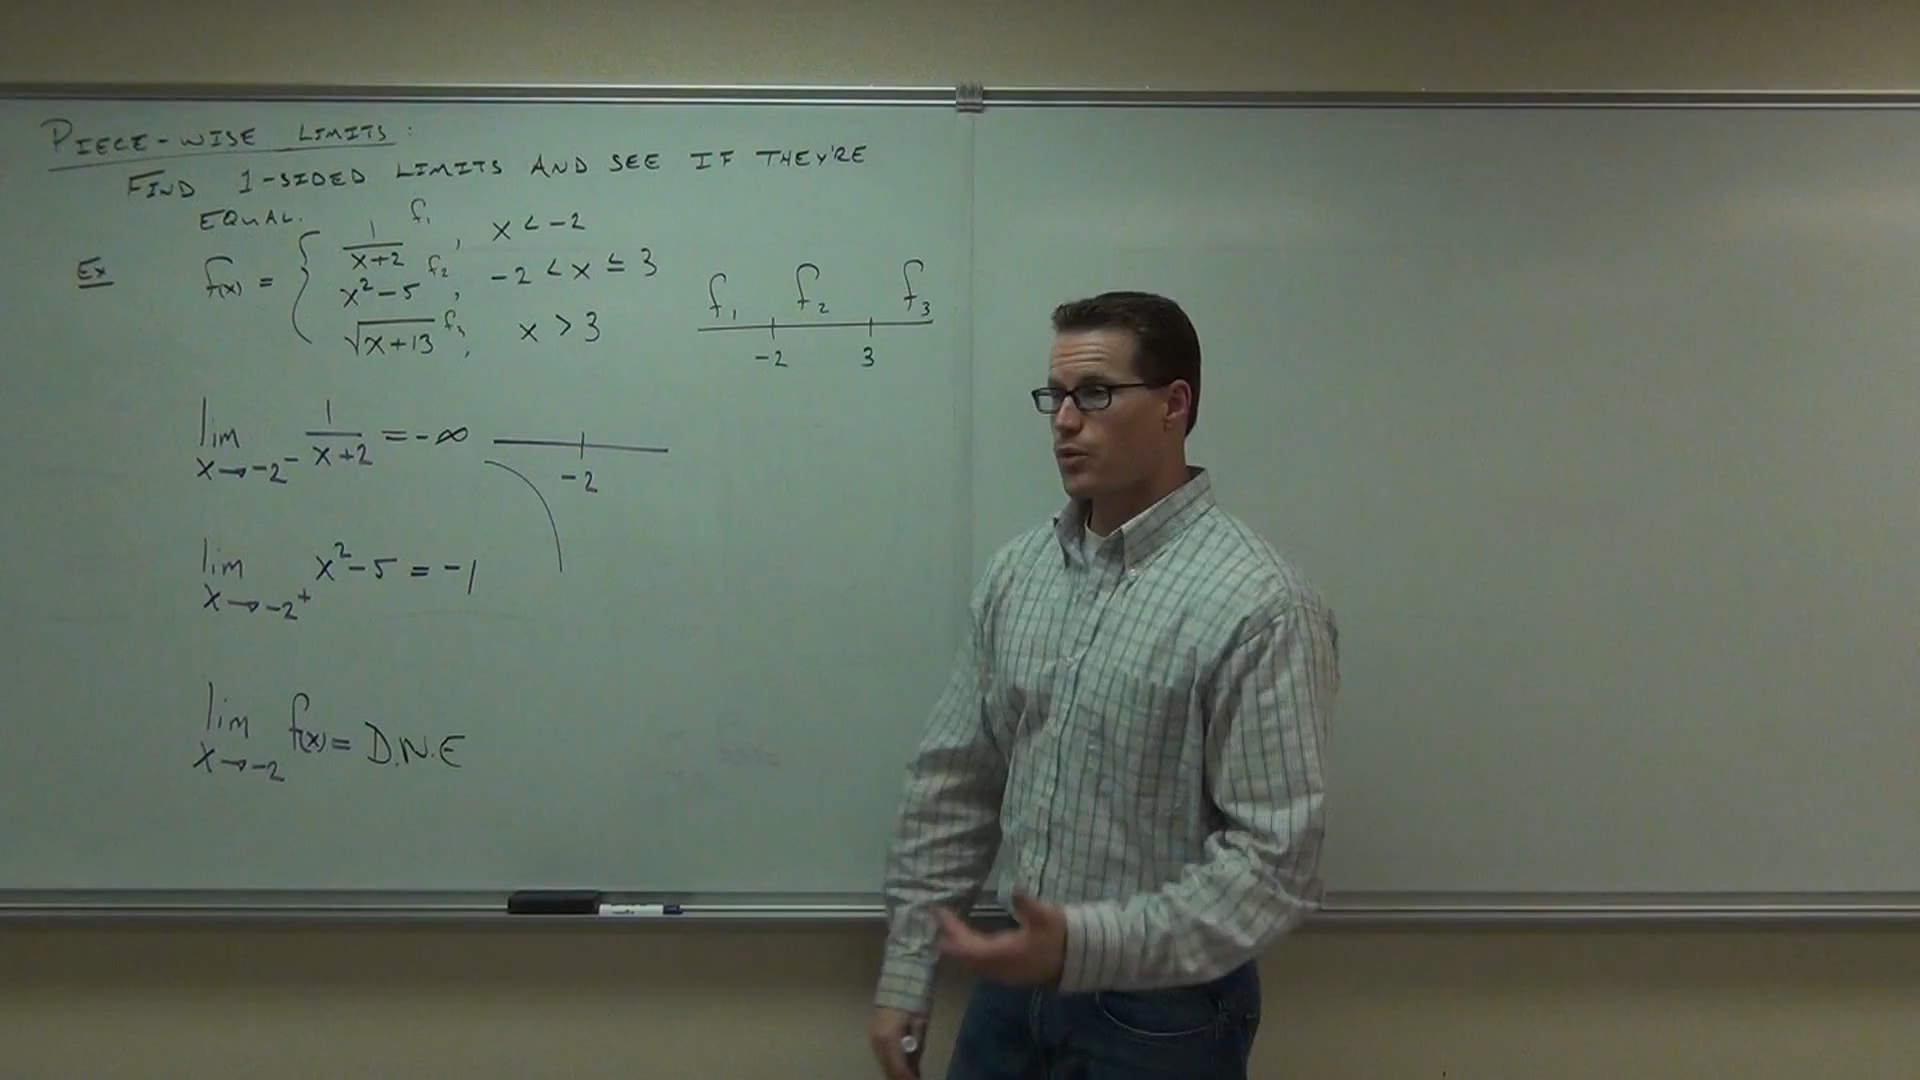 PIECE-WISE LIMITS:
FIND 1-SIDED LIMITS AND SEE IF THEY'RE
EQUAL.
Ex f(x) = { 1/(x+2) f₁, x < -2
x² - 5 f₂, -2 < x ≤ 3
√(x+13) f₃, x > 3
f₁ f₂ f₃
-2 3
lim x→-2⁻ 1/(x+2) = -∞
-2
lim x→-2⁺ x² - 5 = -1
lim x→-2 f(x) = D.N.E